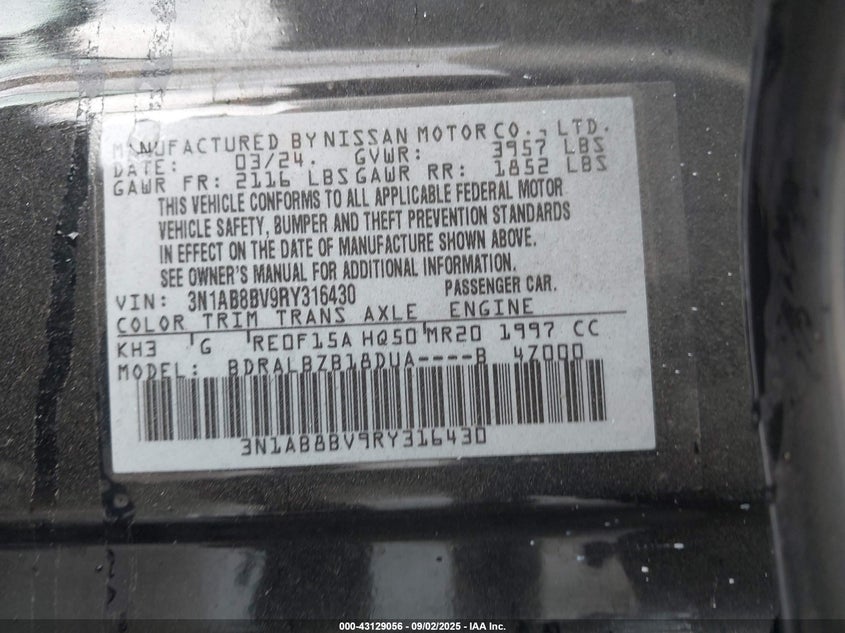 MANUFACTURED BY NISSAN MOTOR CO., LTD.
DATE: 03/24. GVWR: 3957 LBS
GAWR FR: 2116 LBS GAWR RR: 1852 LBS
THIS VEHICLE CONFORMS TO ALL APPLICABLE FEDERAL MOTOR
VEHICLE SAFETY, BUMPER AND THEFT PREVENTION STANDARDS
IN EFFECT ON THE DATE OF MANUFACTURE SHOWN ABOVE.
SEE OWNER'S MANUAL FOR ADDITIONAL INFORMATION.
VIN: 3N1AB8BV9RY316430 PASSENGER CAR.
COLOR TRIM TRANS AXLE ENGINE
KH3 G RE0F15A HQ50 MR20 1997 CC
MODEL: BDRALBZB18DUA----B 4Z000
3N1AB8BV9RY316430
000-43129056 - 09/02/2025 - IAA Inc.